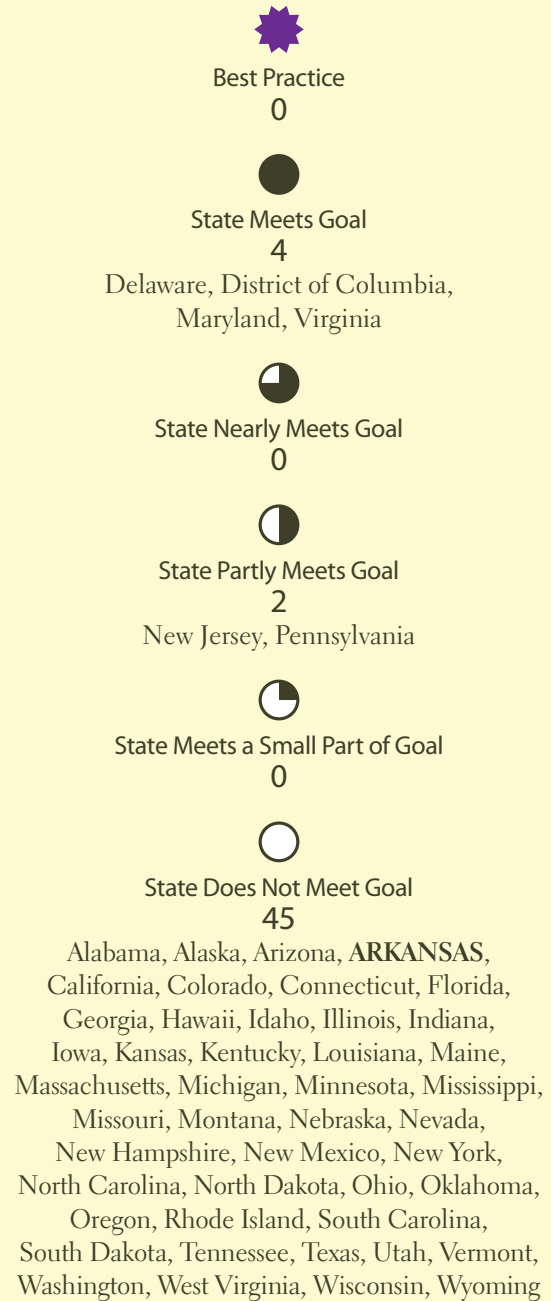 Best Practice
0
State Meets Goal
4
Delaware, District of Columbia,
Maryland, Virginia
State Nearly Meets Goal
0
State Partly Meets Goal
2
New Jersey, Pennsylvania
State Meets a Small Part of Goal
0
State Does Not Meet Goal
45
Alabama, Alaska, Arizona, ARKANSAS,
California, Colorado, Connecticut, Florida,
Georgia, Hawaii, Idaho, Illinois, Indiana,
Iowa, Kansas, Kentucky, Louisiana, Maine,
Massachusetts, Michigan, Minnesota, Mississippi,
Missouri, Montana, Nebraska, Nevada,
New Hampshire, New Mexico, New York,
North Carolina, North Dakota, Ohio, Oklahoma,
Oregon, Rhode Island, South Carolina,
South Dakota, Tennessee, Texas, Utah, Vermont,
Washington, West Virginia, Wisconsin, Wyoming